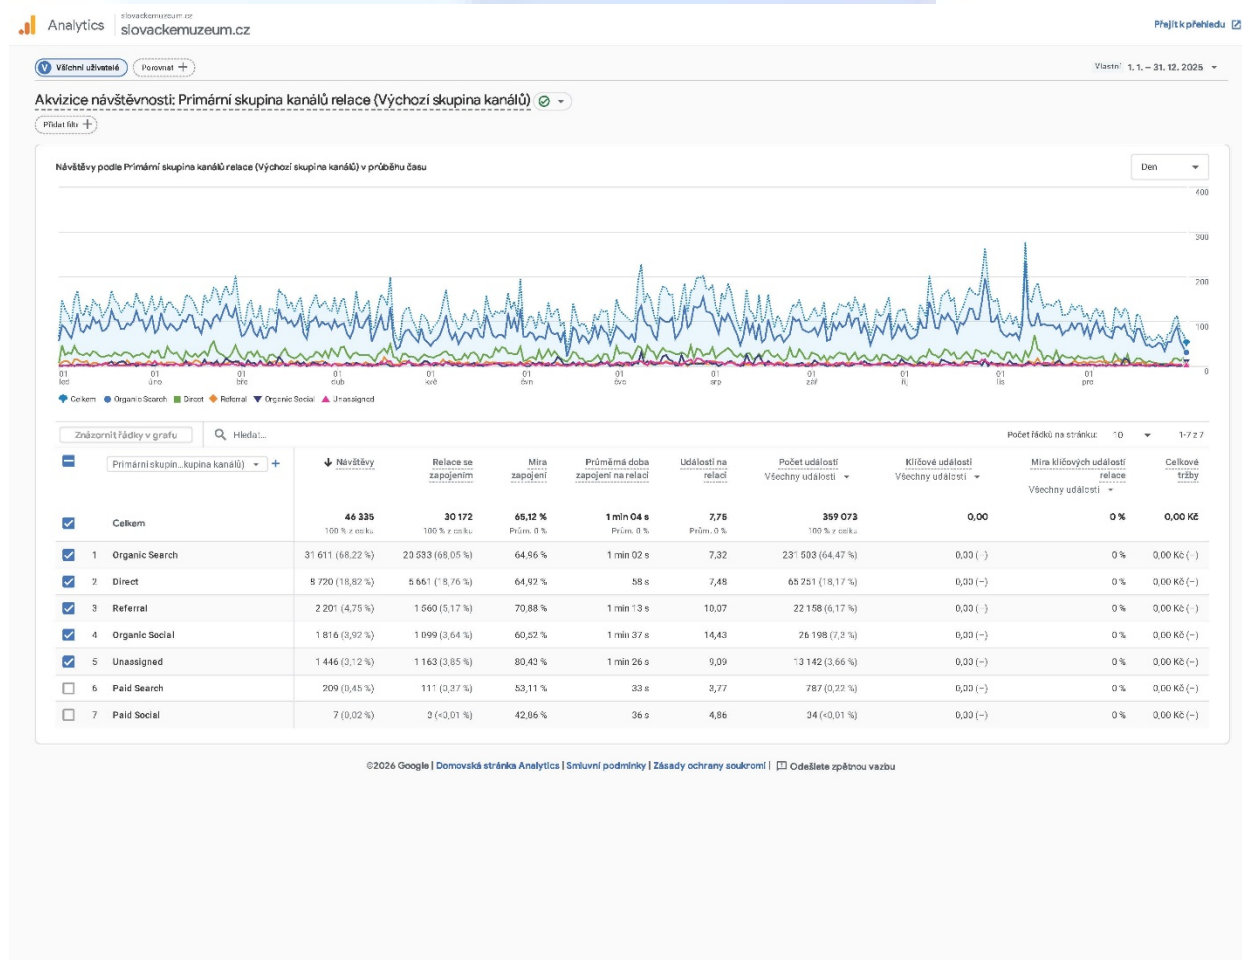 slovackemuzeum.cz
Analytics slovackemuzeum.cz
Přejít k přehledu
V Všichni uživatelé Porovnat +
Vlastní 1. 1. – 31. 12. 2025
Akvizice návštěvnosti: Primární skupina kanálů relace (Výchozí skupina kanálů)
Přidat filtr +
Návštěvy podle Primární skupina kanálů relace (Výchozí skupina kanálů) v průběhu času
Den
400
300
200
100
0
01 01 01 01 01 01 01 01 01 01 01 01
led úno bře dub kvě čvn čvc srp zář říj lis pro
Celkem Organic Search Direct Referral Organic Social Unassigned
Znázornit řádky v grafu Hledat...
Počet řádků na stránku: 10 1-7 z 7
Primární skupin...kupina kanálů) +
Návštěvy Relace se zapojením Míra zapojení Průměrná doba zapojení na relaci Události na relaci Počet událostí Všechny události Klíčové události Všechny události Míra klíčových událostí relace Všechny události Celkové tržby
Celkem 46 335 30 172 65,12 % 1 min 04 s 7,75 359 073 0,00 0 % 0,00 Kč
100 % z celku 100 % z celku Prům. 0 % Prům. 0 % Prům. 0 % 100 % z celku
1 Organic Search 31 611 (68,22 %) 20 533 (68,05 %) 64,96 % 1 min 02 s 7,32 231 503 (64,47 %) 0,00 (–) 0 % 0,00 Kč (–)
2 Direct 8 720 (18,82 %) 5 661 (18,76 %) 64,92 % 58 s 7,48 65 251 (18,17 %) 0,00 (–) 0 % 0,00 Kč (–)
3 Referral 2 201 (4,75 %) 1 560 (5,17 %) 70,88 % 1 min 13 s 10,07 22 158 (6,17 %) 0,00 (–) 0 % 0,00 Kč (–)
4 Organic Social 1 816 (3,92 %) 1 099 (3,64 %) 60,52 % 1 min 37 s 14,43 26 198 (7,3 %) 0,00 (–) 0 % 0,00 Kč (–)
5 Unassigned 1 446 (3,12 %) 1 163 (3,85 %) 80,43 % 1 min 26 s 9,09 13 142 (3,66 %) 0,00 (–) 0 % 0,00 Kč (–)
6 Paid Search 209 (0,45 %) 111 (0,37 %) 53,11 % 33 s 3,77 787 (0,22 %) 0,00 (–) 0 % 0,00 Kč (–)
7 Paid Social 7 (0,02 %) 3 (<0,01 %) 42,86 % 36 s 4,86 34 (<0,01 %) 0,00 (–) 0 % 0,00 Kč (–)
©2026 Google | Domovská stránka Analytics | Smluvní podmínky | Zásady ochrany soukromí | Odešlete zpětnou vazbu